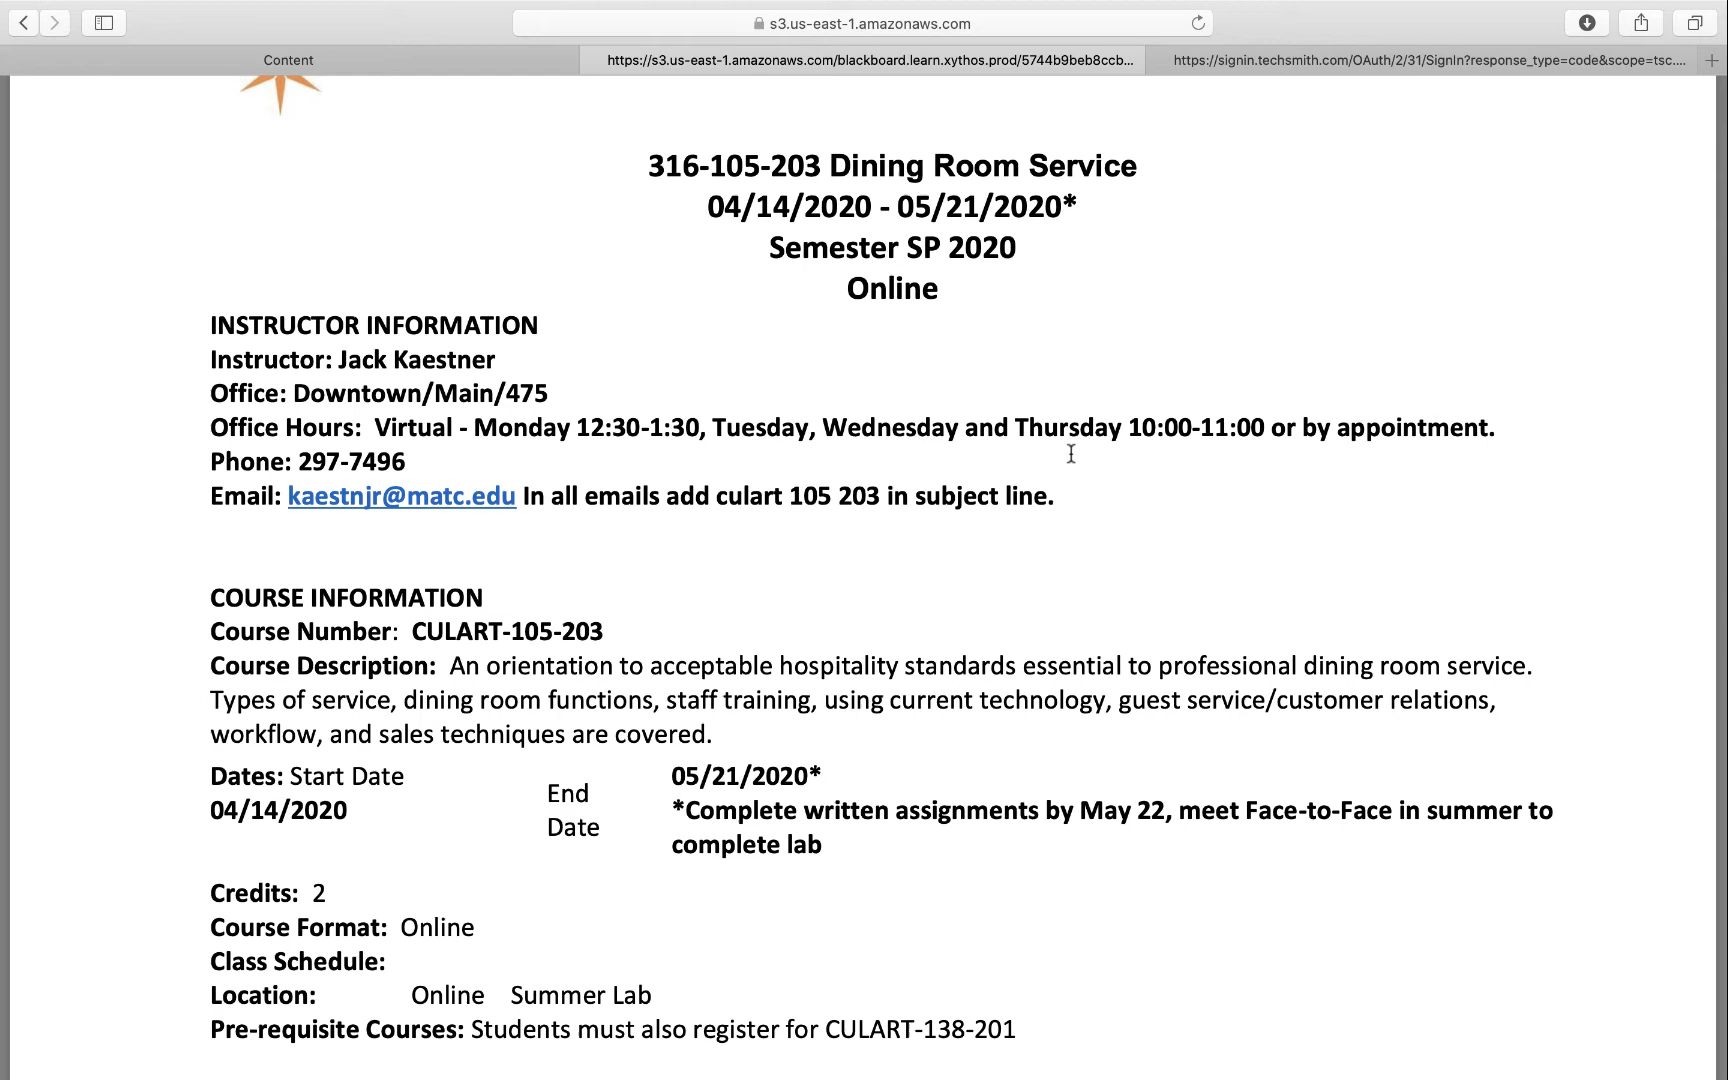 s3.us-east-1.amazonaws.com
Content
https://s3.us-east-1.amazonaws.com/blackboard.learn.xythos.prod/5744b9beb8ccb...
https://signin.techsmith.com/OAuth/2/31/SignIn?response_type=code&scope=tsc....
316-105-203 Dining Room Service
04/14/2020 - 05/21/2020*
Semester SP 2020
Online
INSTRUCTOR INFORMATION
Instructor: Jack Kaestner
Office: Downtown/Main/475
Office Hours: Virtual - Monday 12:30-1:30, Tuesday, Wednesday and Thursday 10:00-11:00 or by appointment.
Phone: 297-7496
Email: kaestnjr@matc.edu In all emails add culart 105 203 in subject line.
COURSE INFORMATION
Course Number: CULART-105-203
Course Description: An orientation to acceptable hospitality standards essential to professional dining room service.
Types of service, dining room functions, staff training, using current technology, guest service/customer relations,
workflow, and sales techniques are covered.
Dates: Start Date
04/14/2020
End
Date
05/21/2020*
*Complete written assignments by May 22, meet Face-to-Face in summer to
complete lab
Credits: 2
Course Format: Online
Class Schedule:
Location: Online Summer Lab
Pre-requisite Courses: Students must also register for CULART-138-201